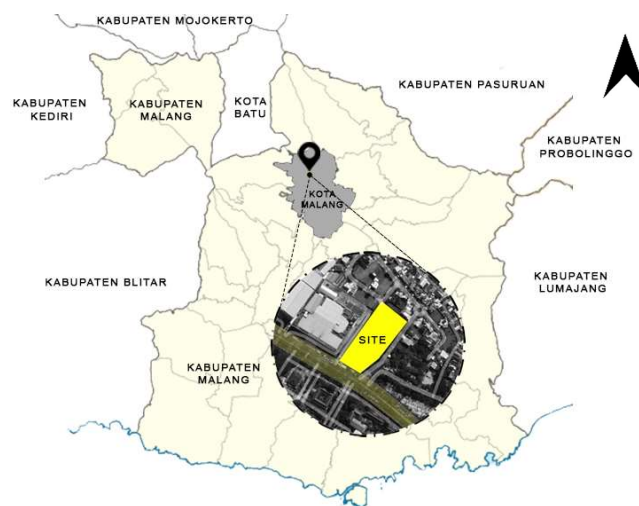 KABUPATEN MOJOKERTO
KABUPATEN PASURUAN
KABUPATEN
KEDIRI
KABUPATEN
MALANG
KOTA
BATU
KABUPATEN
PROBOLINGGO
KOTA
MALANG
KABUPATEN BLITAR
KABUPATEN
LUMAJANG
SITE
KABUPATEN
MALANG